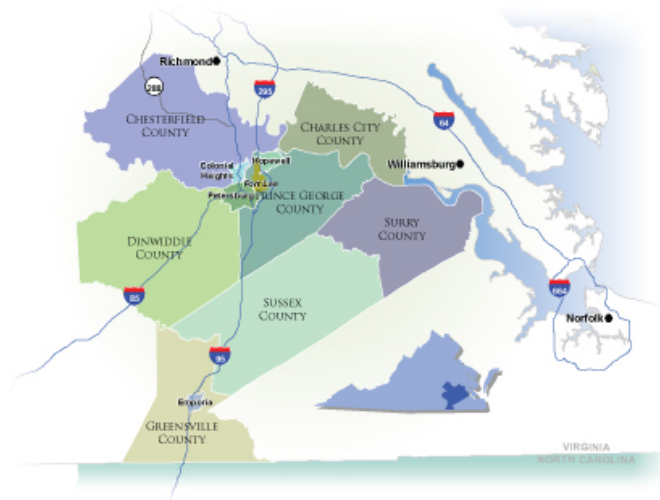 Richmond
288
295
CHESTERFIELD
COUNTY
CHARLES CITY
COUNTY
64
Colonial
Heights
Hopewell
Williamsburg
Fort Lee
Petersburg
PRINCE GEORGE
COUNTY
SURRY
COUNTY
DINWIDDIE
COUNTY
85
SUSSEX
COUNTY
664
Norfolk
95
Emporia
GREENSVILLE
COUNTY
VIRGINIA
NORTH CAROLINA